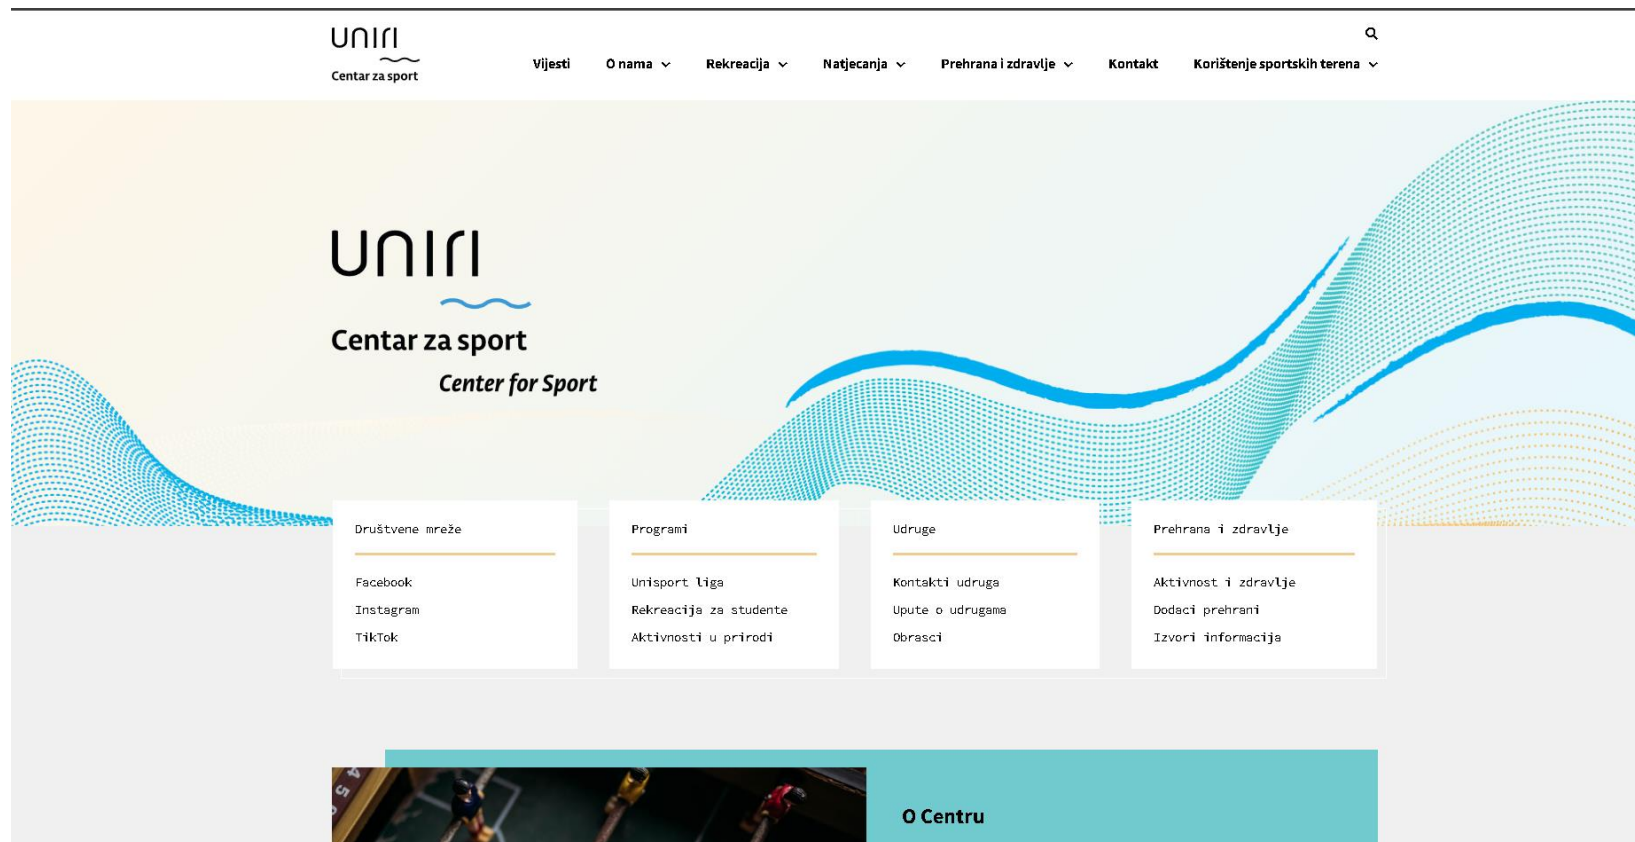 UNIRI
Centar za sport
Vijesti
O nama
Rekreacija
Natjecanja
Prehrana i zdravlje
Kontakt
Korištenje sportskih terena
UNIRI
Centar za sport
Center for Sport
Društvene mreže
Facebook
Instagram
TikTok
Programi
Unisport liga
Rekreacija za studente
Aktivnosti u prirodi
Udruge
Kontakti udruga
Upute o udrugama
Obrasci
Prehrana i zdravlje
Aktivnost i zdravlje
Dodaci prehrani
Izvori informacija
4
5
O Centru